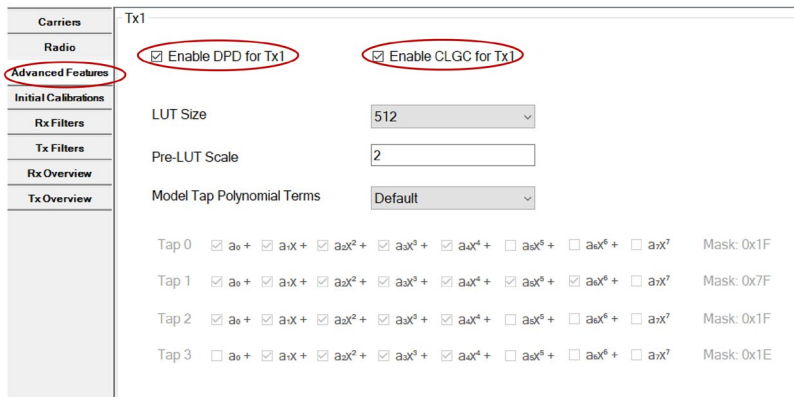 Tx1
Carriers
Radio
Advanced Features
Initial Calibrations
Rx Filters
Tx Filters
Rx Overview
Tx Overview
Enable DPD for Tx1 Enable CLGC for Tx1
LUT Size 512
Pre-LUT Scale 2
Model Tap Polynomial Terms Default
Tap 0 a₀ + a₁x + a₂x² + a₃x³ + a₄x⁴ + a₅x⁵ + a₆x⁶ + a₇x⁷ Mask: 0x1F
Tap 1 a₀ + a₁x + a₂x² + a₃x³ + a₄x⁴ + a₅x⁵ + a₆x⁶ + a₇x⁷ Mask: 0x7F
Tap 2 a₀ + a₁x + a₂x² + a₃x³ + a₄x⁴ + a₅x⁵ + a₆x⁶ + a₇x⁷ Mask: 0x1F
Tap 3 a₀ + a₁x + a₂x² + a₃x³ + a₄x⁴ + a₅x⁵ + a₆x⁶ + a₇x⁷ Mask: 0x1E